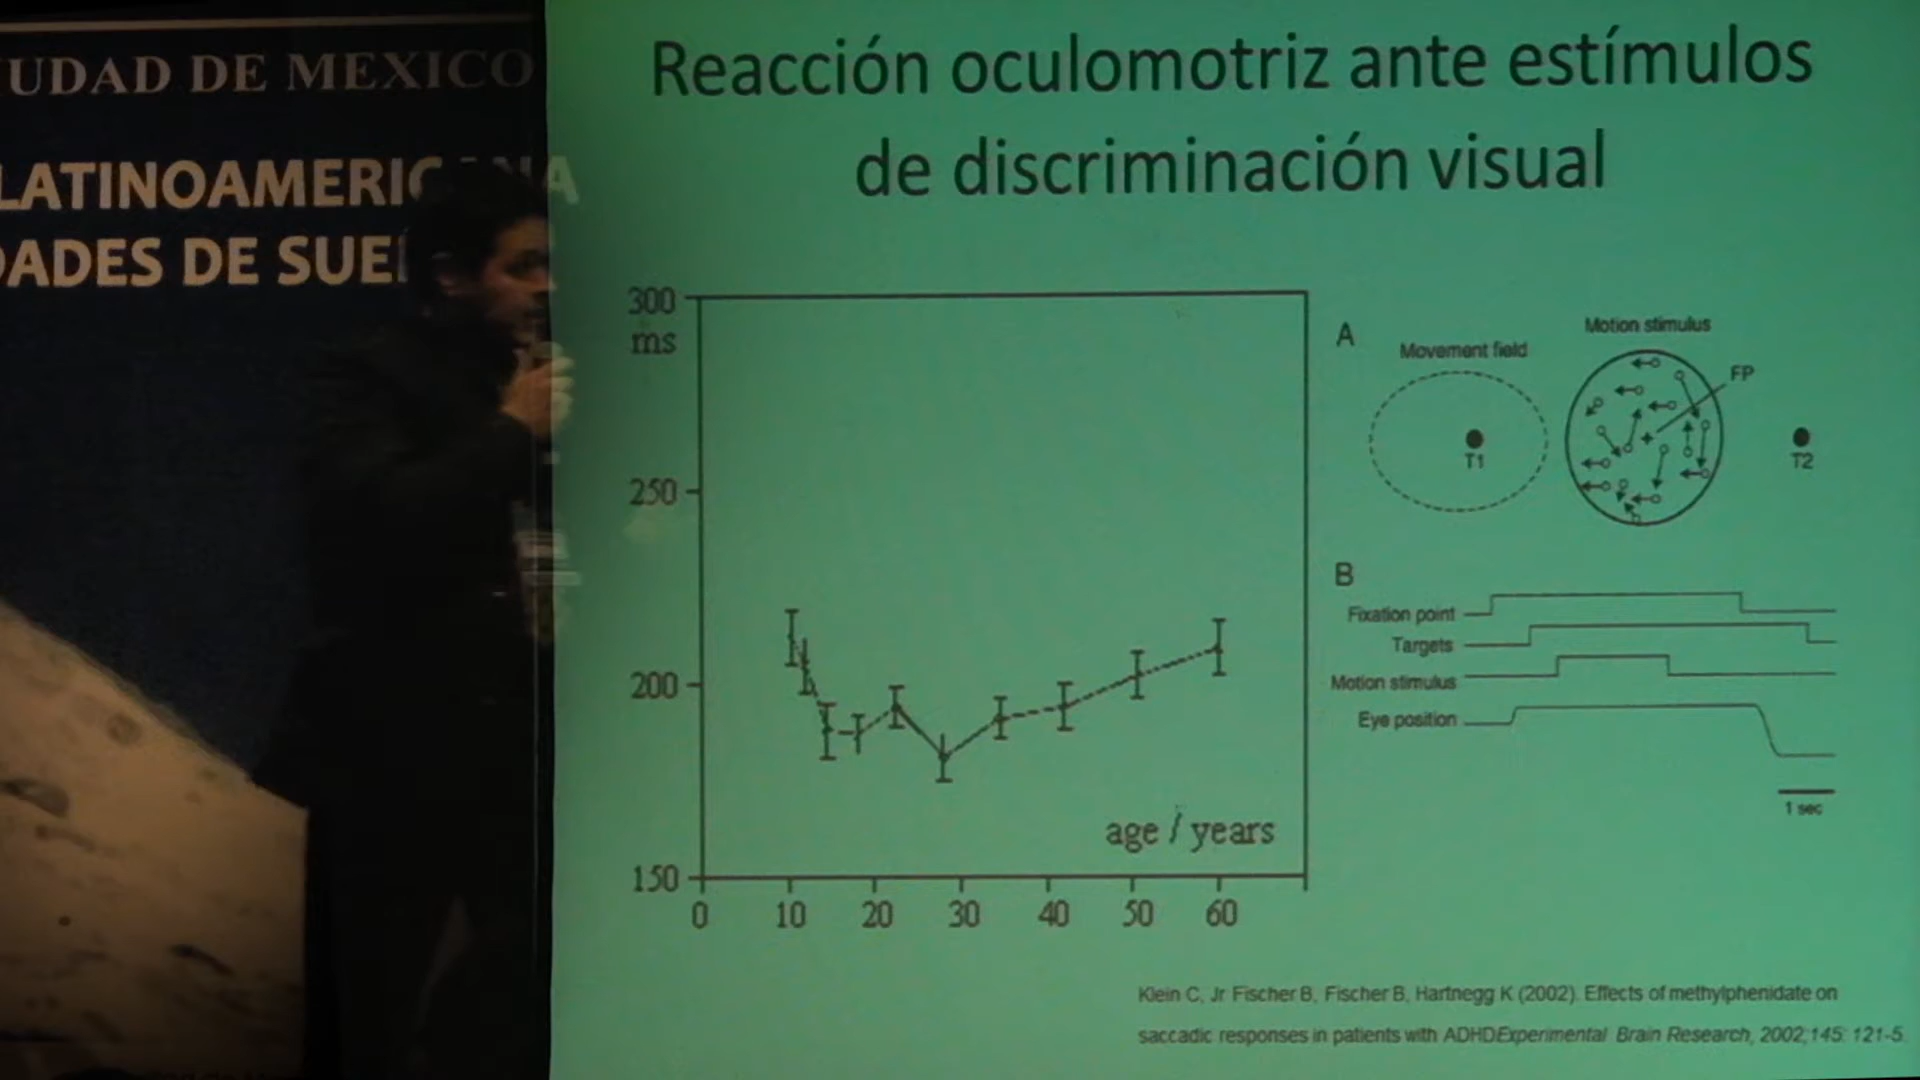 UDAD DE MEXICO
LATINOAMERIC
DADES DE SUE
Reacción oculomotriz ante estímulos
de discriminación visual
300
ms
250
200
150
0 10 20 30 40 50 60
age / years
A
Movement field
Motion stimulus
FP
T1
T2
B
Fixation point
Targets
Motion stimulus
Eye position
1 sec
Klein C, Jr Fischer B, Fischer B, Hartnegg K (2002). Effects of methylphenidate on
saccadic responses in patients with ADHDExperimental Brain Research, 2002;145: 121-5